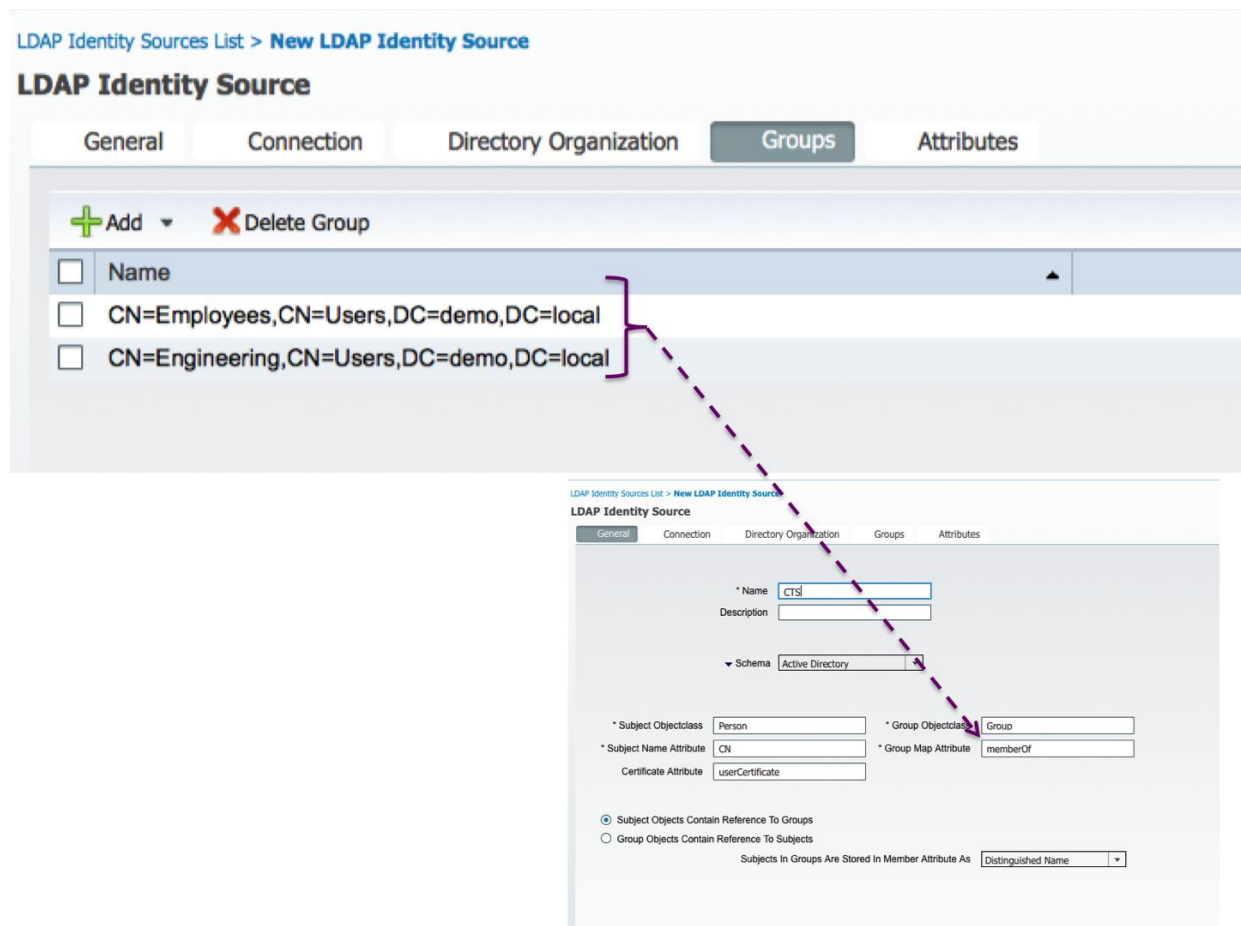 LDAP Identity Sources List > New LDAP Identity Source
LDAP Identity Source
General Connection Directory Organization Groups Attributes
Add Delete Group
Name
CN=Employees,CN=Users,DC=demo,DC=local
CN=Engineering,CN=Users,DC=demo,DC=local
LDAP Identity Sources List > New LDAP Identity Source
LDAP Identity Source
General Connection Directory Organization Groups Attributes
* Name CTS
Description
Schema Active Directory
* Subject Objectclass Person * Group Objectclass Group
* Subject Name Attribute CN * Group Map Attribute memberOf
Certificate Attribute userCertificate
Subject Objects Contain Reference To Groups
Group Objects Contain Reference To Subjects
Subjects In Groups Are Stored In Member Attribute As Distinguished Name